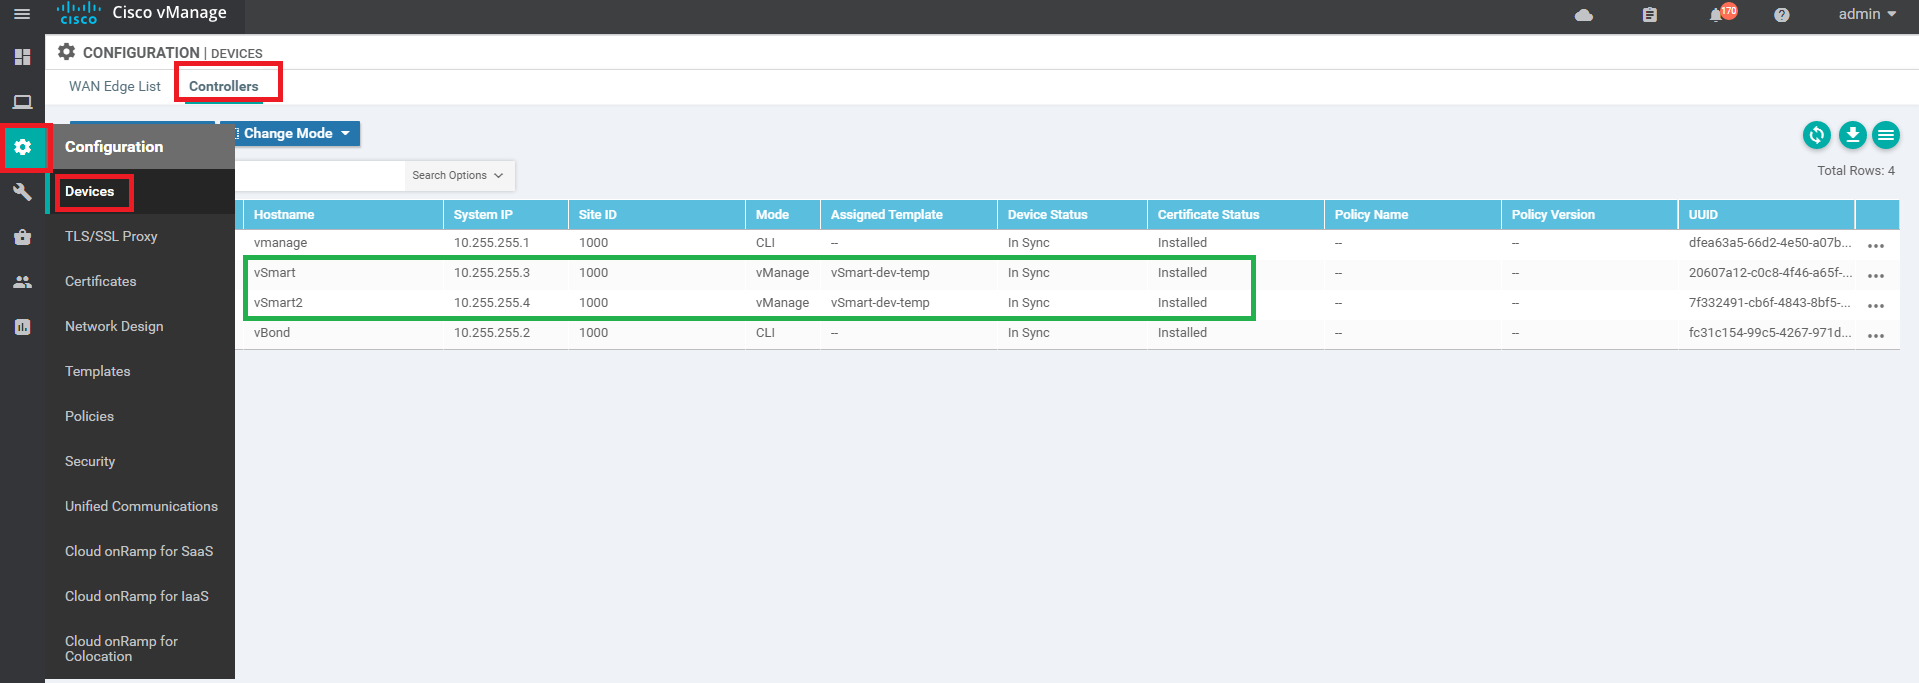 cisco Cisco vManage 170 admin
CONFIGURATION | DEVICES
WAN Edge List Controllers
Change Mode
Configuration
Devices
TLS/SSL Proxy
Certificates
Network Design
Templates
Policies
Security
Unified Communications
Cloud onRamp for SaaS
Cloud onRamp for IaaS
Cloud onRamp for
Colocation
Search Options
Total Rows: 4
Hostname System IP Site ID Mode Assigned Template Device Status Certificate Status Policy Name Policy Version UUID
vmanage 10.255.255.1 1000 CLI -- In Sync Installed -- -- dfea63a5-66d2-4e50-a07b...
vSmart 10.255.255.3 1000 vManage vSmart-dev-temp In Sync Installed -- -- 20607a12-c0c8-4f46-a65f-...
vSmart2 10.255.255.4 1000 vManage vSmart-dev-temp In Sync Installed -- -- 7f332491-cb6f-4843-8bf5-...
vBond 10.255.255.2 1000 CLI -- In Sync Installed -- -- fc31c154-99c5-4267-971d...